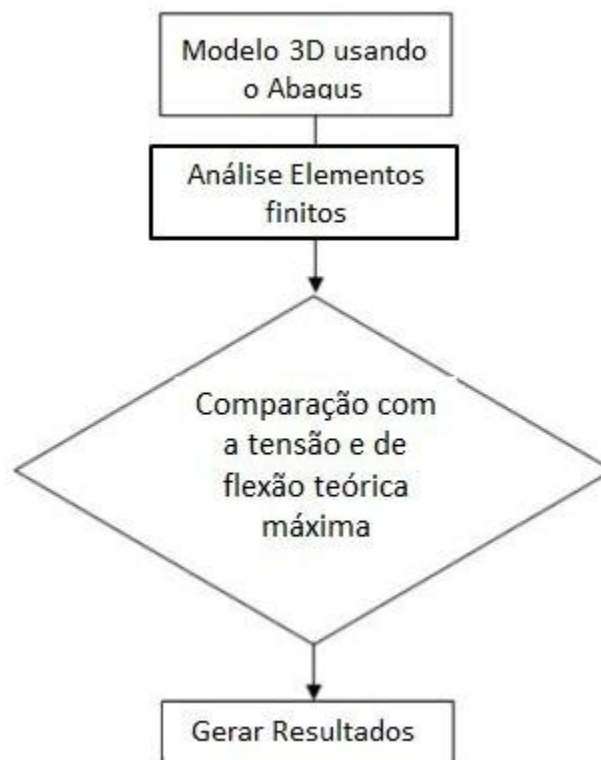 Modelo 3D usando
o Abaqus
Análise Elementos
finitos
Comparação com
a tensão e de
flexão teórica
máxima
Gerar Resultados